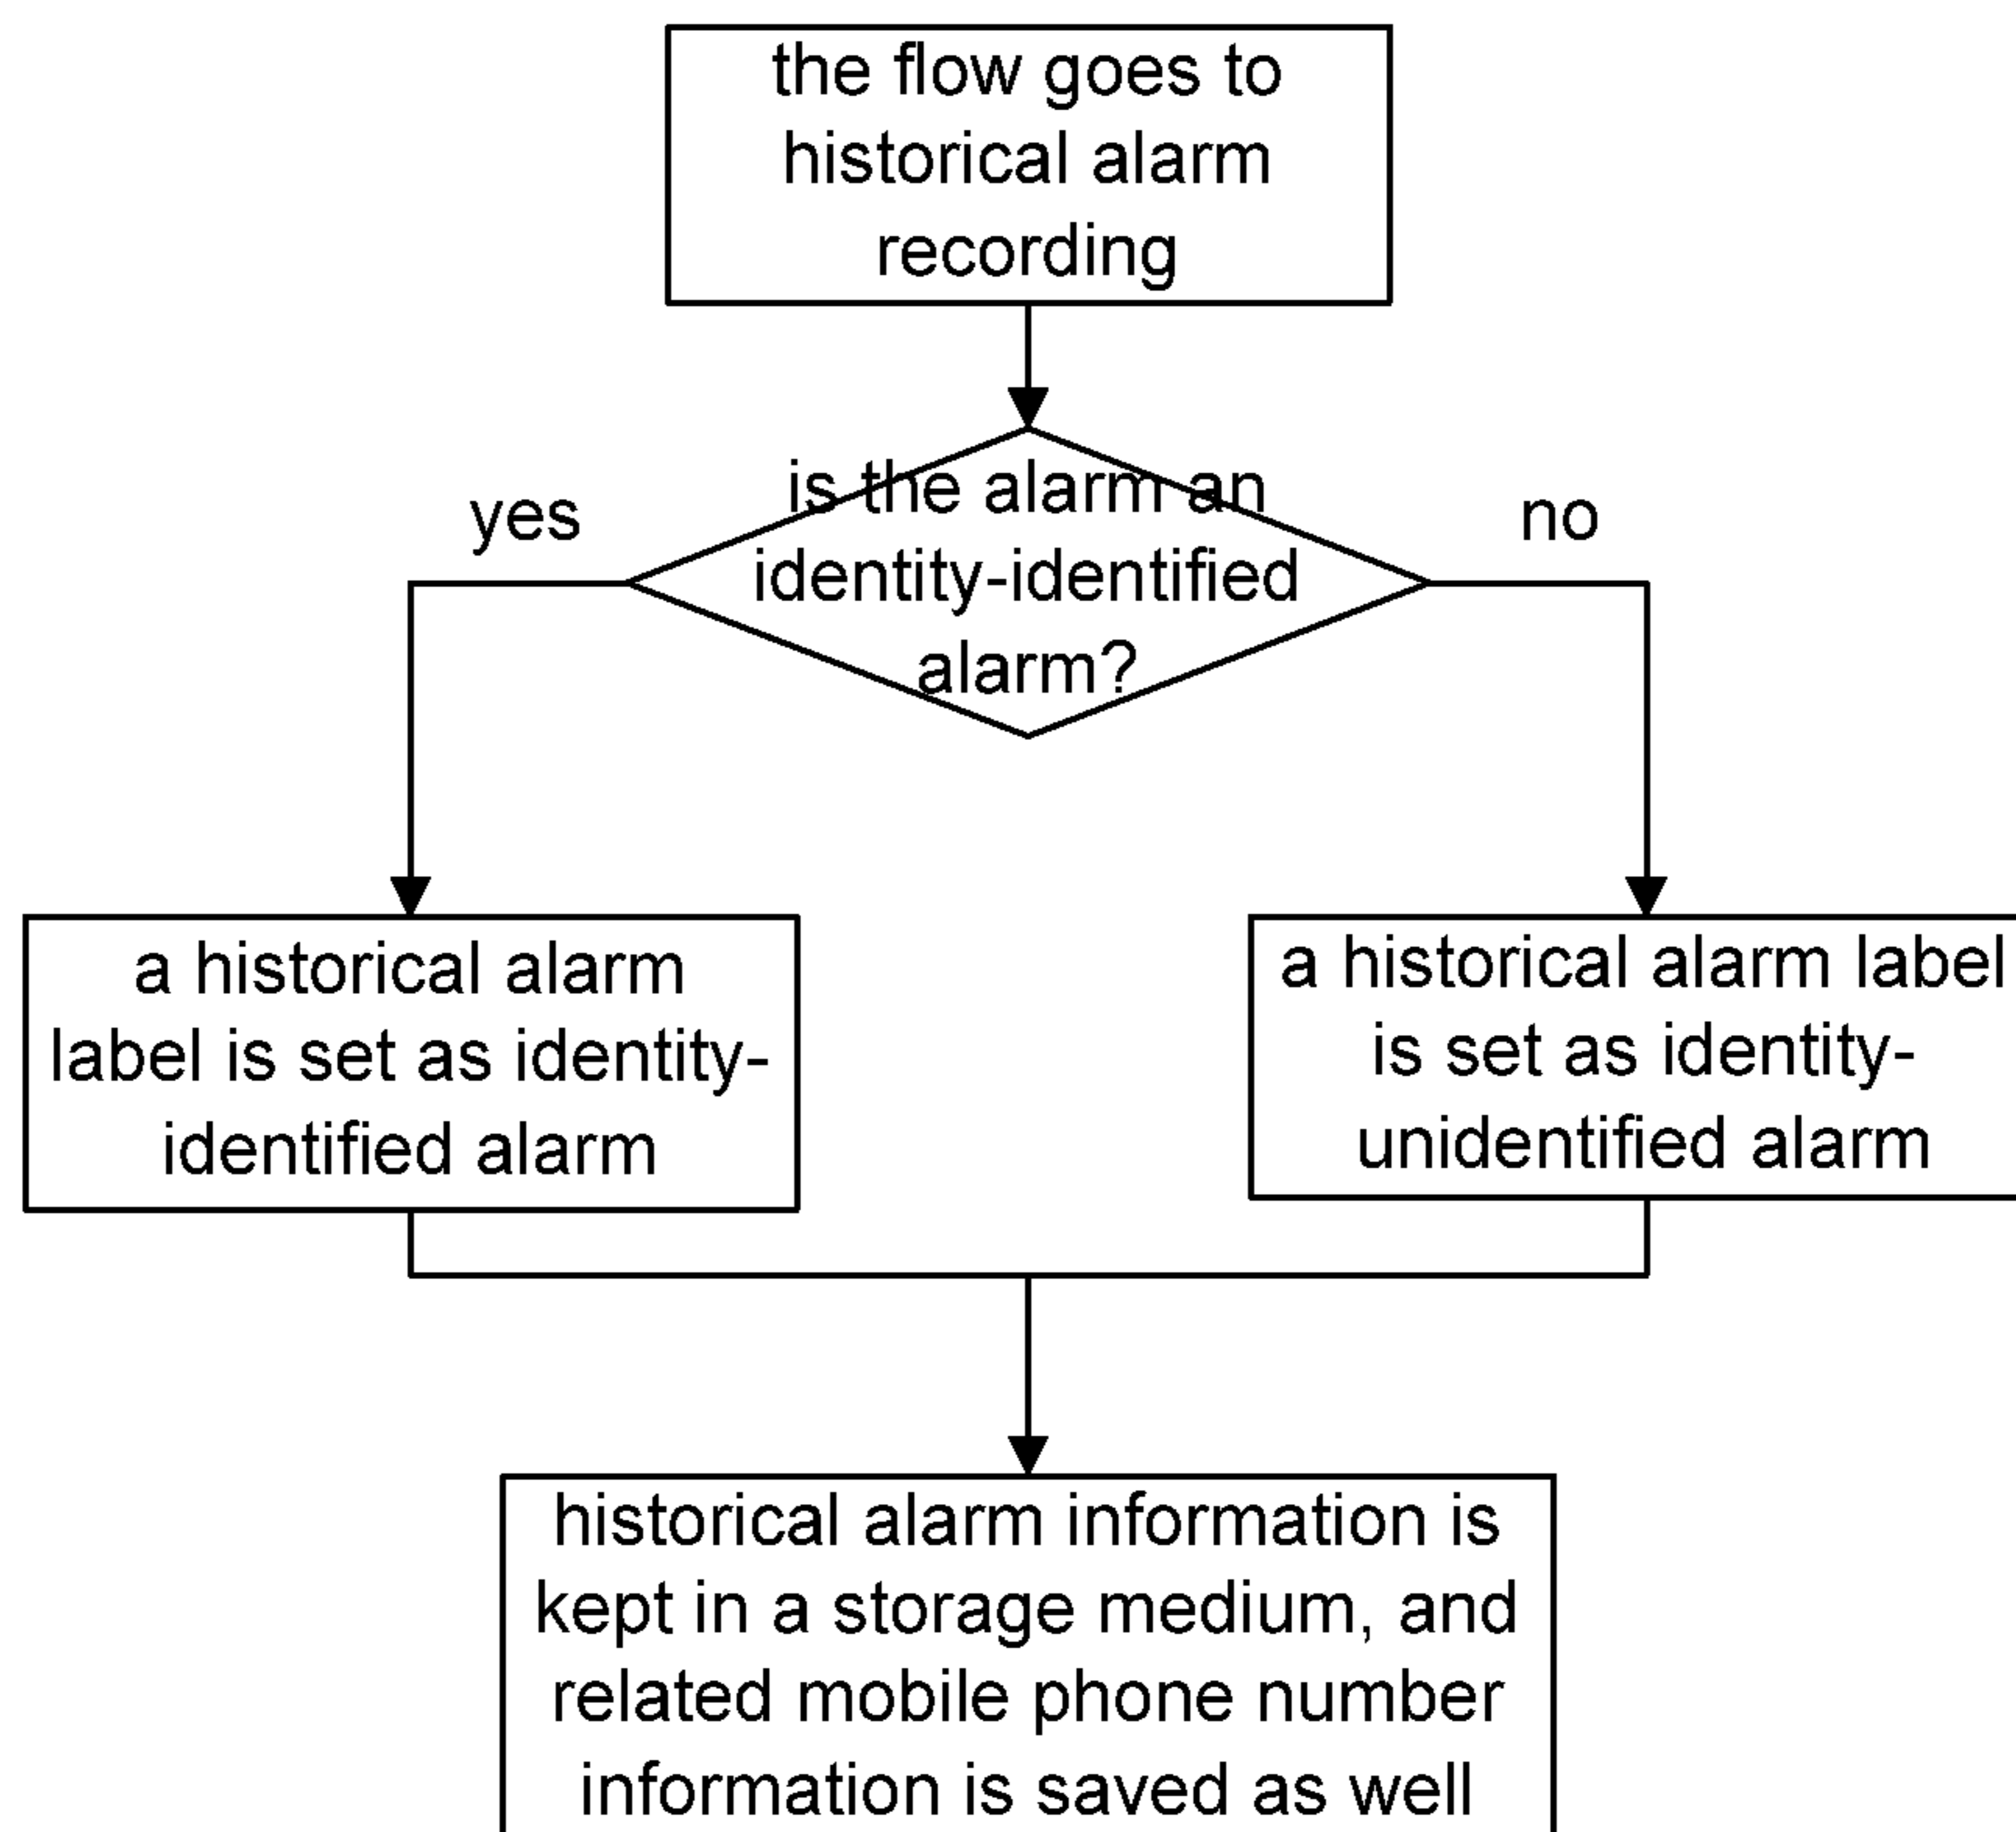 the flow goes to
historical alarm
recording
is the alarm an
identity-identified
alarm?
yes
no
a historical alarm
label is set as identity-
identified alarm
a historical alarm label
is set as identity-
unidentified alarm
historical alarm information is
kept in a storage medium, and
related mobile phone number
information is saved as well